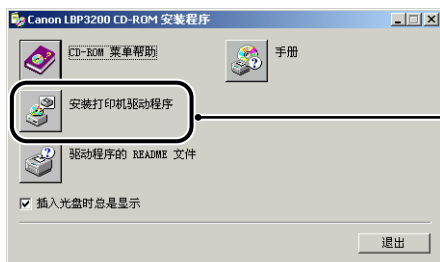 Canon LBP3200 CD-ROM 安装程序
CD-ROM 菜单帮助
手册
安装打印机驱动程序
驱动程序的 README 文件
插入光盘时总是显示
退出